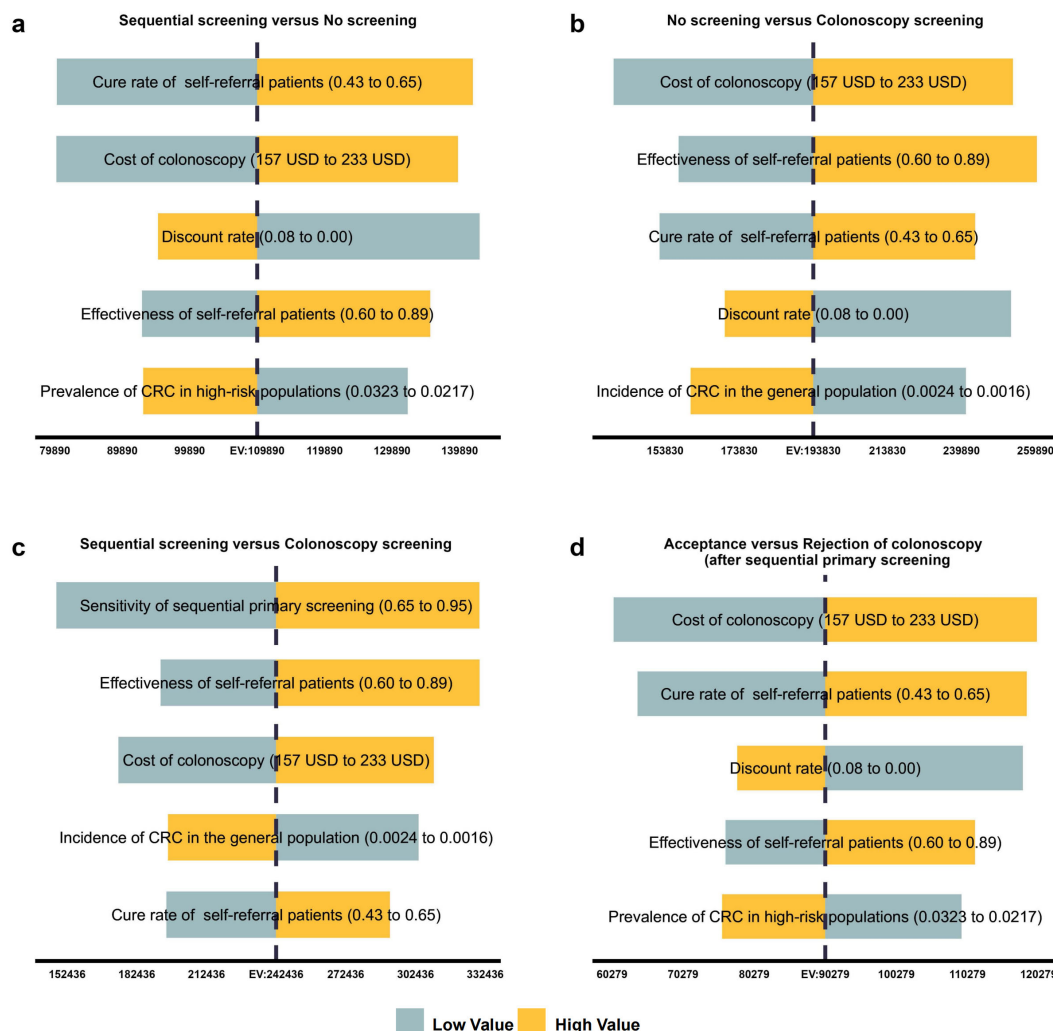 a
Sequential screening versus No screening
Cure rate of self-referral patients (0.43 to 0.65)
Cost of colonoscopy (157 USD to 233 USD)
Discount rate (0.08 to 0.00)
Effectiveness of self-referral patients (0.60 to 0.89)
Prevalence of CRC in high-risk populations (0.0323 to 0.0217)
79890 89890 99890 EV:109890 119890 129890 139890
b
No screening versus Colonoscopy screening
Cost of colonoscopy (157 USD to 233 USD)
Effectiveness of self-referral patients (0.60 to 0.89)
Cure rate of self-referral patients (0.43 to 0.65)
Discount rate (0.08 to 0.00)
Incidence of CRC in the general population (0.0024 to 0.0016)
153830 173830 EV:193830 213830 239890 259890
c
Sequential screening versus Colonoscopy screening
Sensitivity of sequential primary screening (0.65 to 0.95)
Effectiveness of self-referral patients (0.60 to 0.89)
Cost of colonoscopy (157 USD to 233 USD)
Incidence of CRC in the general population (0.0024 to 0.0016)
Cure rate of self-referral patients (0.43 to 0.65)
152436 182436 212436 EV:242436 272436 302436 332436
d
Acceptance versus Rejection of colonoscopy
(after sequential primary screening
Cost of colonoscopy (157 USD to 233 USD)
Cure rate of self-referral patients (0.43 to 0.65)
Discount rate (0.08 to 0.00)
Effectiveness of self-referral patients (0.60 to 0.89)
Prevalence of CRC in high-risk populations (0.0323 to 0.0217)
60279 70279 80279 EV:90279 100279 110279 120279
Low Value High Value